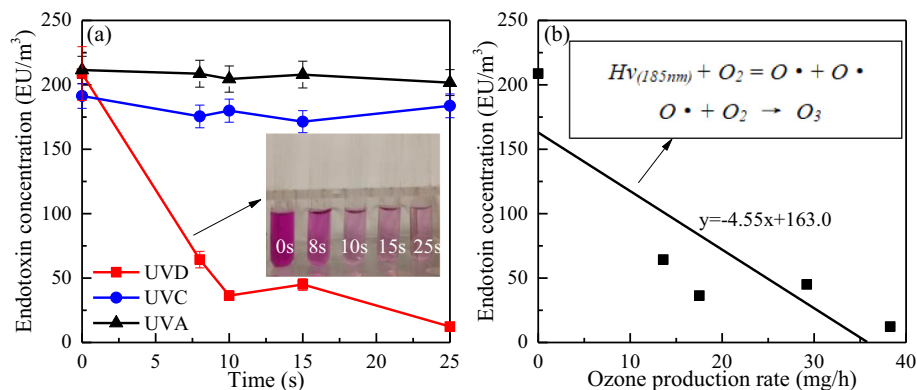 (a)
Endotoxin concentration (EU/m³)
250
200
150
100
50
0
0s 8s 10s 15s 25s
UVD
UVC
UVA
0 5 10 15 20 25
Time (s)
(b)
Endotoin cocentration (EU/m³)
250
200
150
100
50
0
Hv(185nm) + O₂ = O • + O •
O • + O₂ → O₃
y=-4.55x+163.0
0 10 20 30 40
Ozone production rate (mg/h)